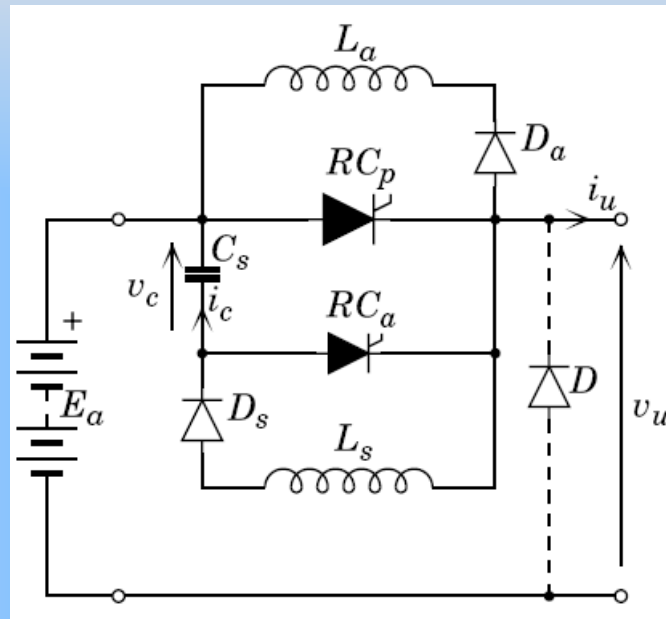 L_a
D_a
RC_p
i_u
C_s
v_c
i_c
RC_a
+
E_a
D_s
D
v_u
L_s